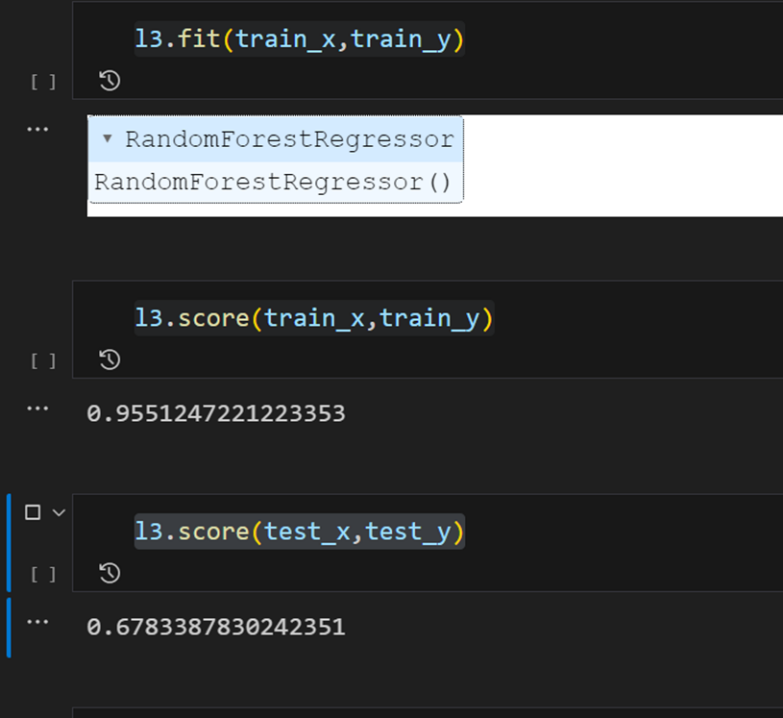 l3.fit(train_x,train_y)
[ ]
...
▾ RandomForestRegressor
RandomForestRegressor()
l3.score(train_x,train_y)
[ ]
...
0.9551247221223353
l3.score(test_x,test_y)
[ ]
...
0.6783387830242351